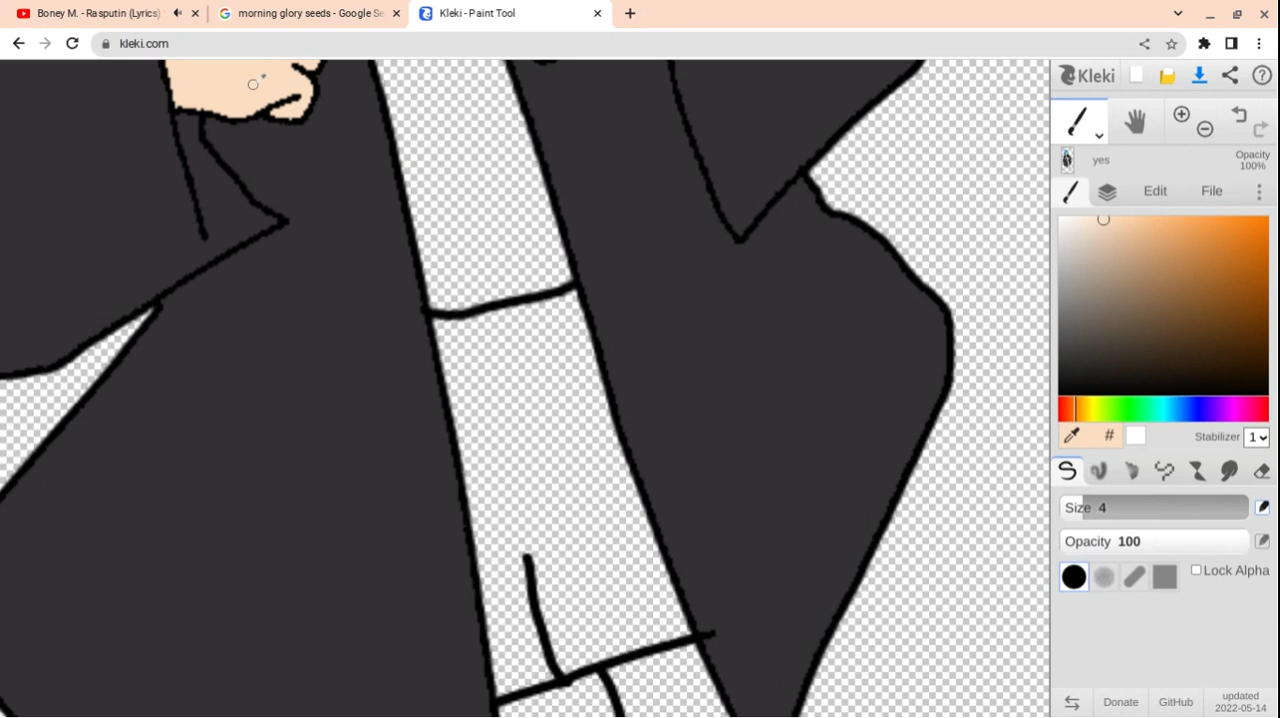 Boney M. - Rasputin (Lyrics)
morning glory seeds - Google Se
Kleki - Paint Tool
kleki.com
Kleki
yes
Opacity
100%
Edit
File
#
Stabilizer 1
Size 4
Opacity 100
Lock Alpha
Donate
GitHub
updated
2022-05-14